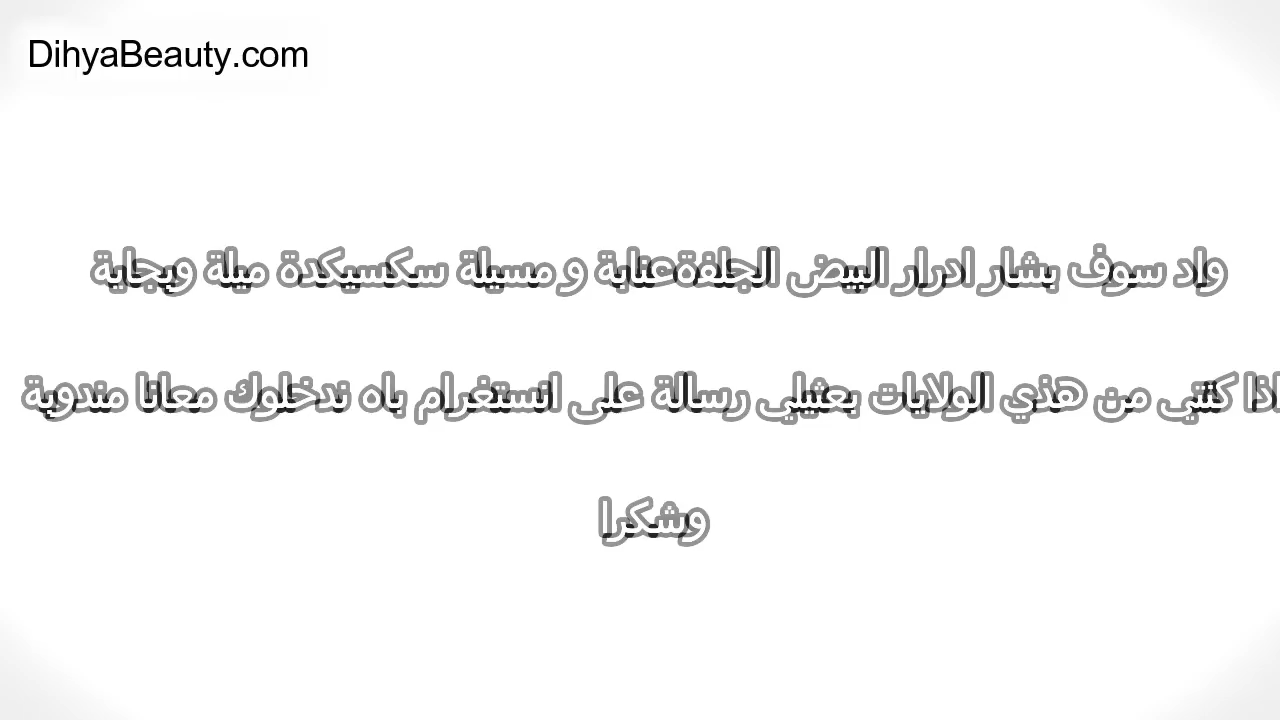 DihyaBeauty.com
واد سوف بشار ادرار البيض الجلفةعنابة و مسيلة سكسيكدة ميلة وبجاية
اذا كنتي من هذي الولايات بعثيلي رسالة على انستغرام باه ندخلوك معانا مندوبة
وشكرا